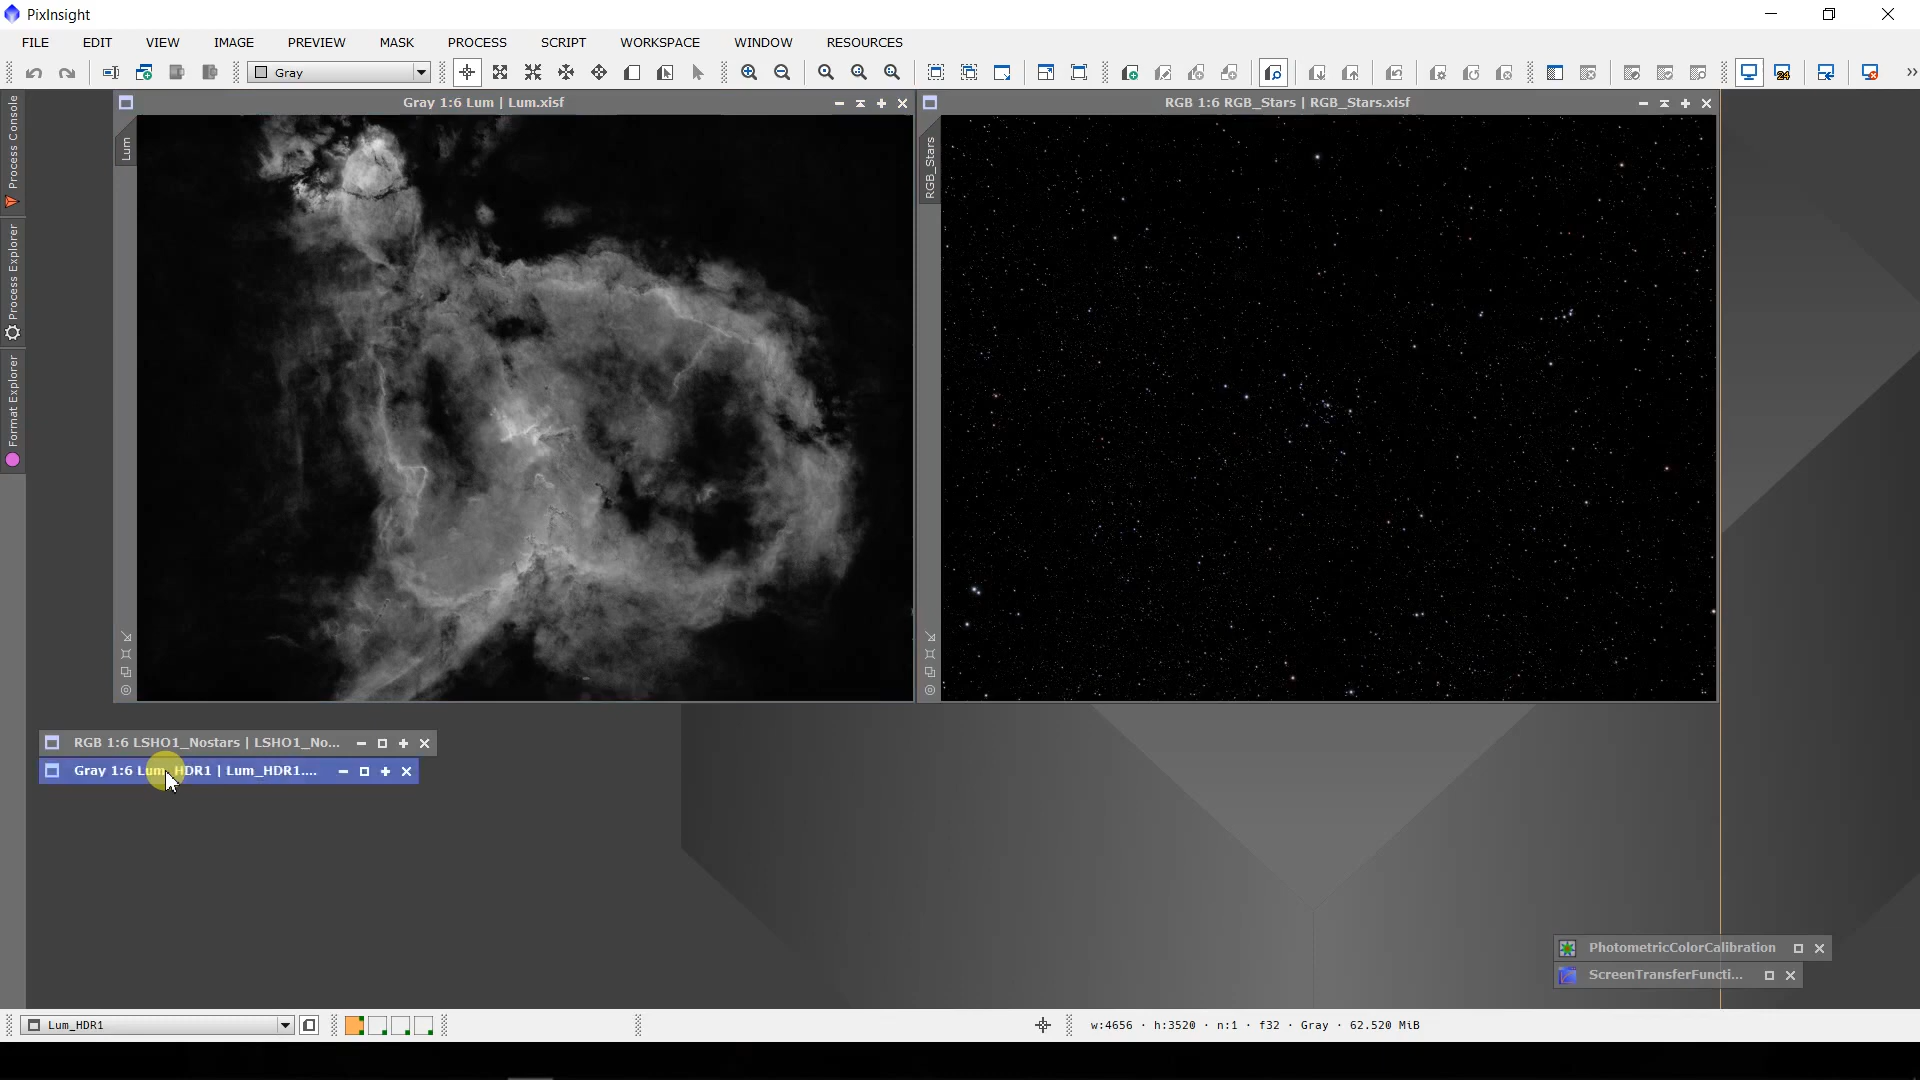 PixInsight
FILE EDIT VIEW IMAGE PREVIEW MASK PROCESS SCRIPT WORKSPACE WINDOW RESOURCES
Gray
24
Process Console
Process Explorer
Format Explorer
Gray 1:6 Lum | Lum.xisf
Lum
RGB 1:6 RGB_Stars | RGB_Stars.xisf
RGB_Stars
RGB 1:6 LSHO1_Nostars | LSHO1_No...
Gray 1:6 Lum_HDR1 | Lum_HDR1....
PhotometricColorCalibration
ScreenTransferFuncti...
Lum_HDR1
w:4656 · h:3520 · n:1 · f32 · Gray · 62.520 MiB